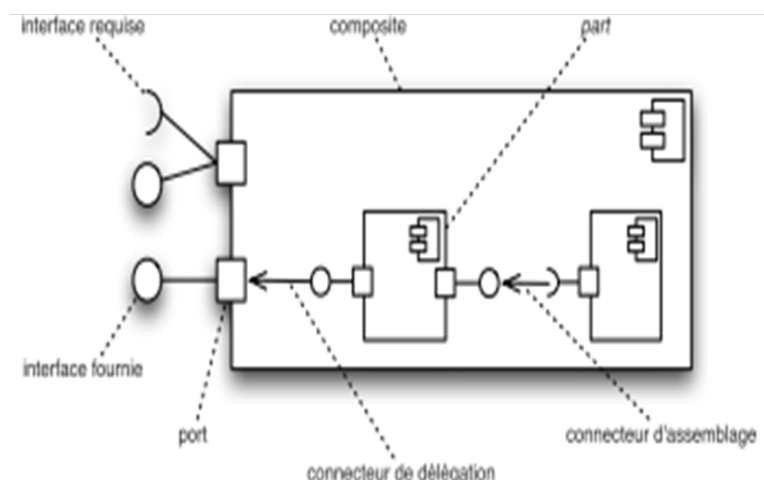 interface requise
composite
part
interface fournie
port
connecteur d'assemblage
connecteur de délégation